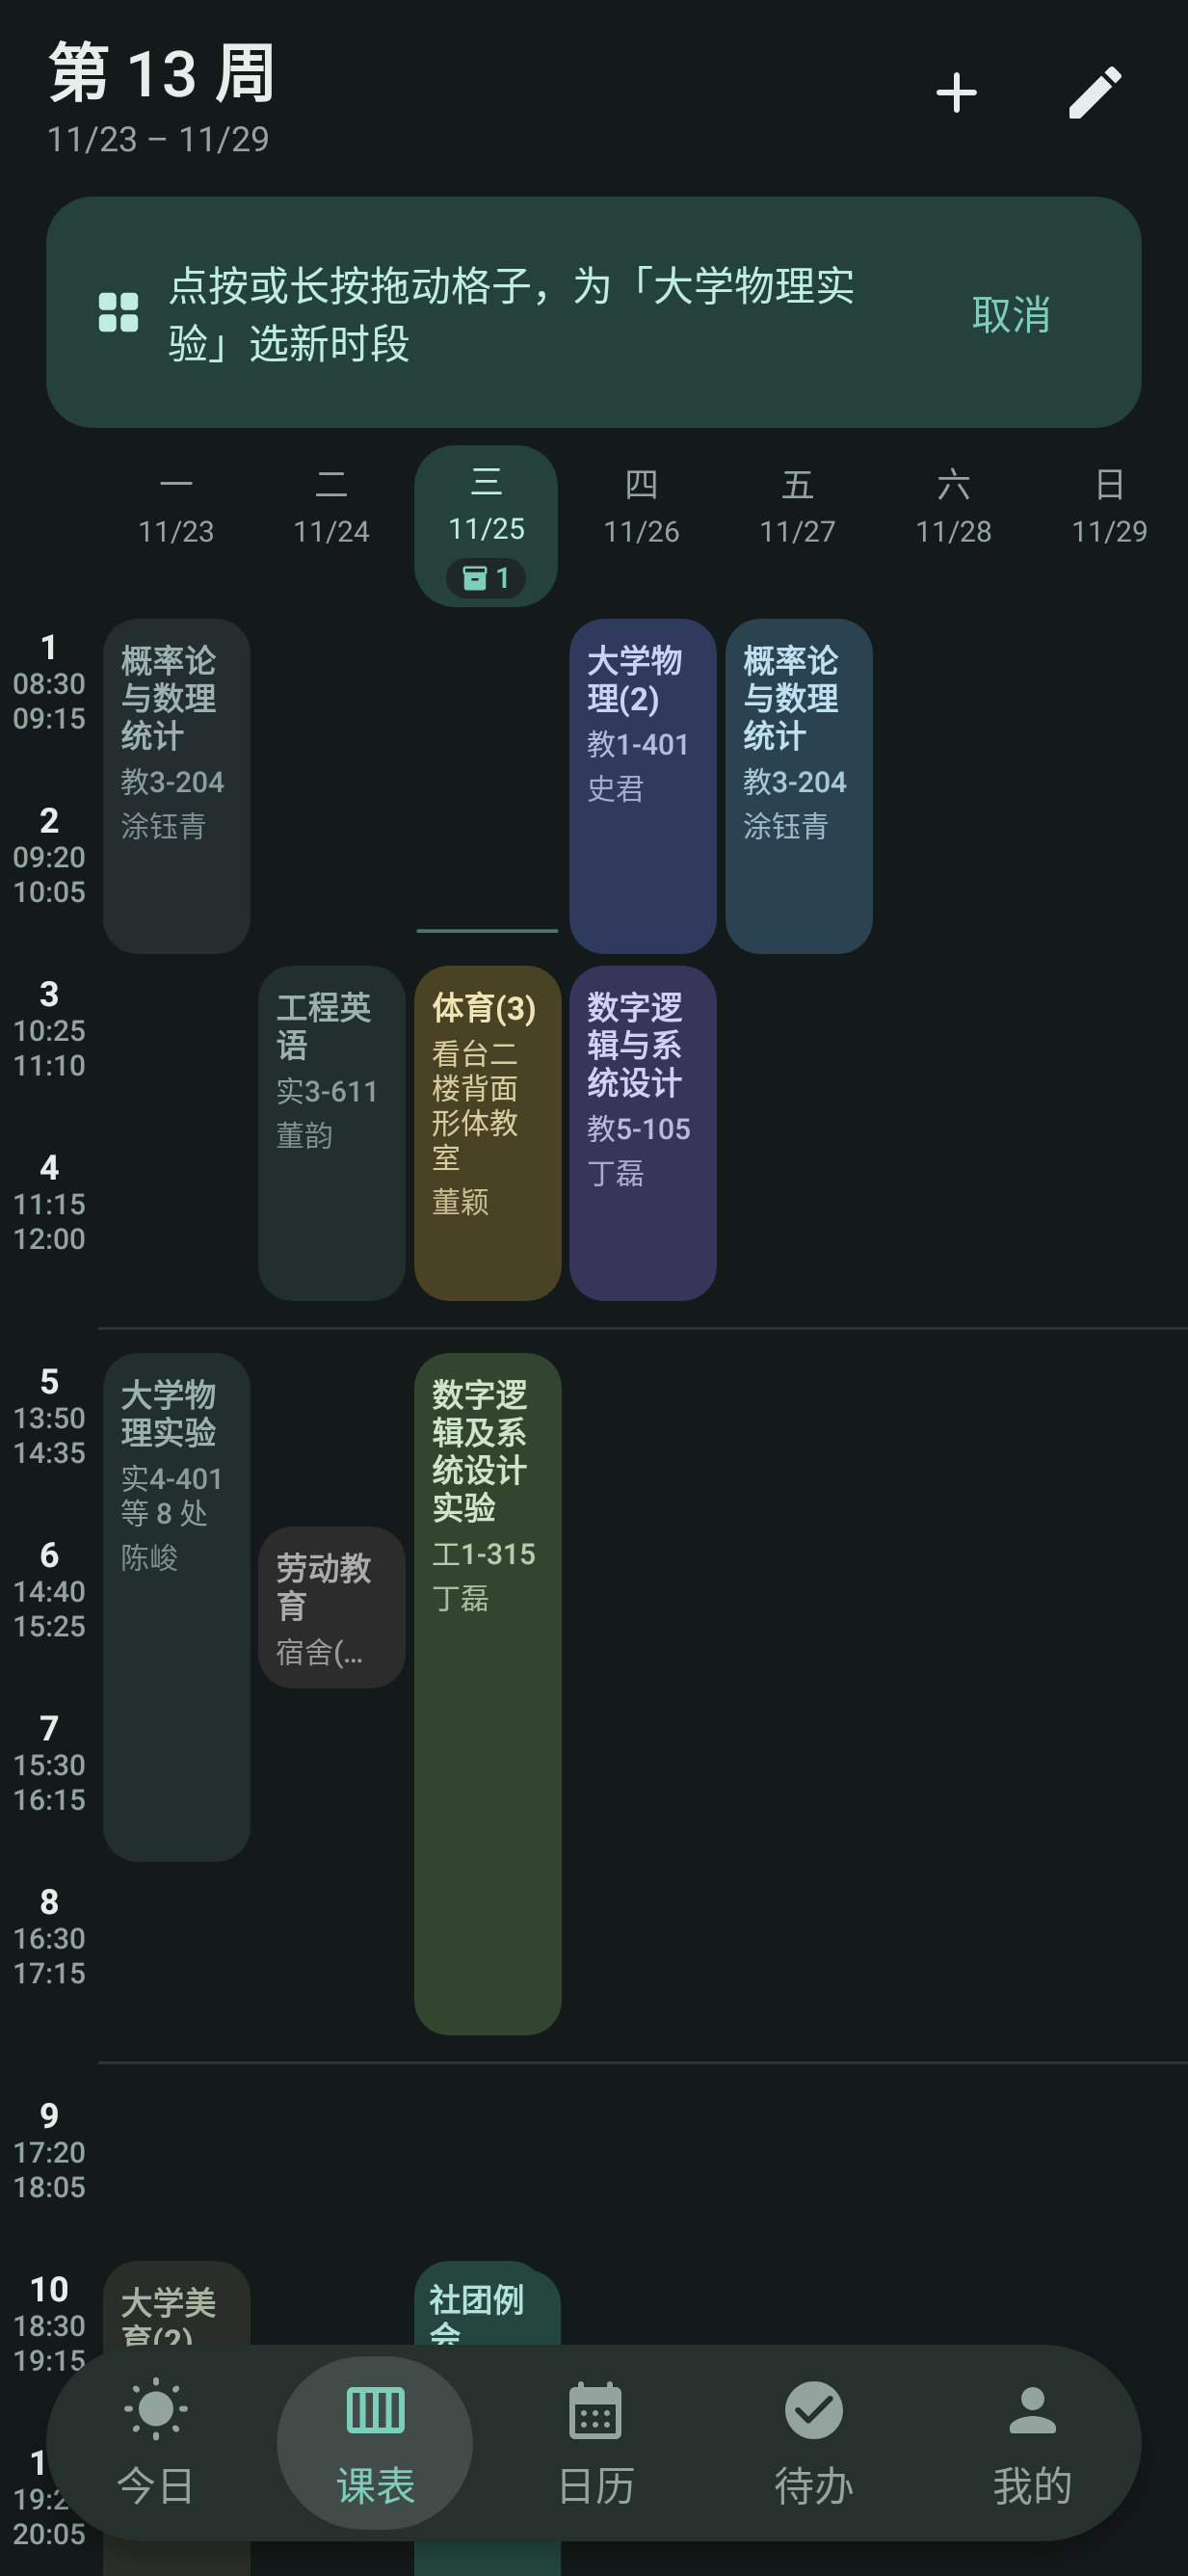 第 13 周
11/23 – 11/29
点按或长按拖动格子，为「大学物理实
验」选新时段
取消
一
11/23
二
11/24
三
11/25
1
四
11/26
五
11/27
六
11/28
日
11/29
1
08:30
09:15
2
09:20
10:05
3
10:25
11:10
4
11:15
12:00
5
13:50
14:35
6
14:40
15:25
7
15:30
16:15
8
16:30
17:15
9
17:20
18:05
10
18:30
19:15
20:05
概率论
与数理
统计
教3-204
涂钰青
大学物
理实验
实4-401
等 8 处
陈峻
大学美
育(2)
工程英
语
实3-611
董韵
劳动教
育
宿舍(...
体育(3)
看台二
楼背面
形体教
室
董颖
数字逻
辑及系
统设计
实验
工1-315
丁磊
社团例
会
大学物
理(2)
教1-401
史君
数字逻
辑与系
统设计
教5-105
丁磊
概率论
与数理
统计
教3-204
涂钰青
今日
课表
日历
待办
我的